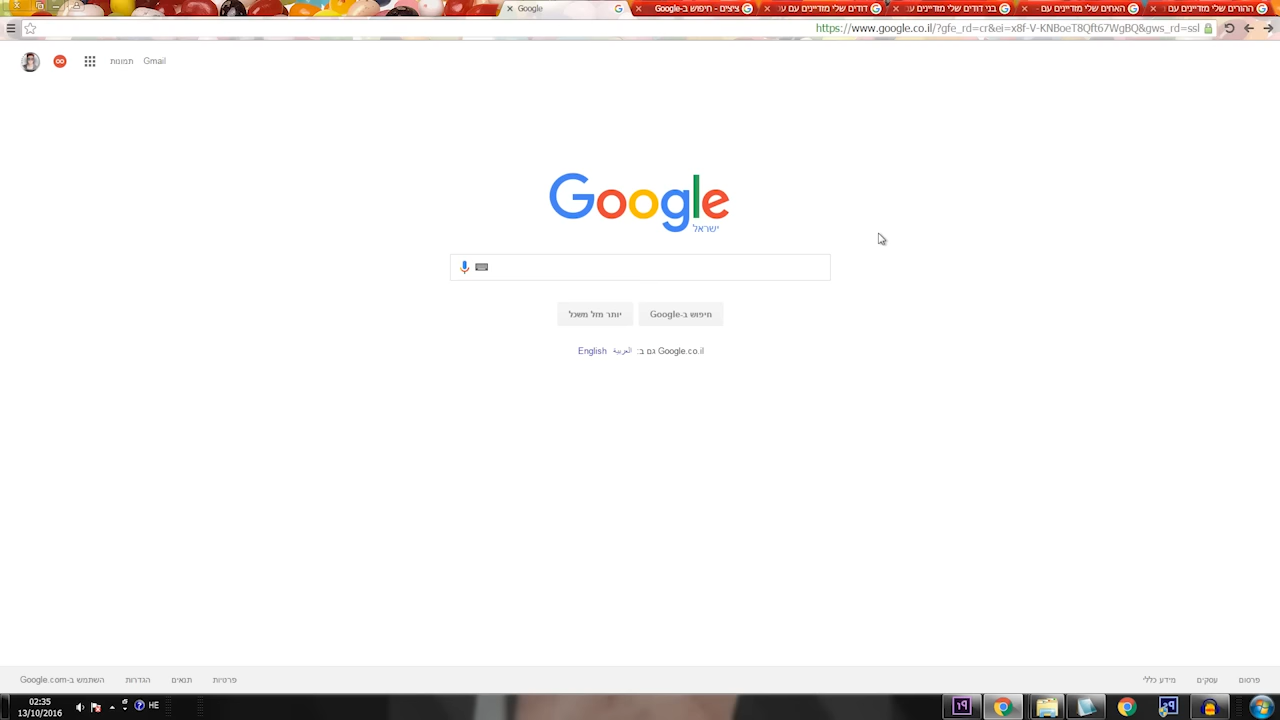 ההורים שלי מזדיינים עם
האחים שלי מזדיינים עם
בני דודים שלי מזדיינים
דודים שלי מזדיינים עם
ציצים - חיפוש ב-Google
Google
https://www.google.co.il/?gfe_rd=cr&ei=x8f-V-KNBoeT8Qft67WgBQ&gws_rd=ssl
תמונות Gmail
Google
ישראל
חיפוש ב-Google
יותר מזל משכל
Google.co.il גם ב: العربية English
פרסום עסקים מידע כללי
פרטיות תנאים הגדרות השתמש ב-Google.com
HE
02:35
13/10/2016